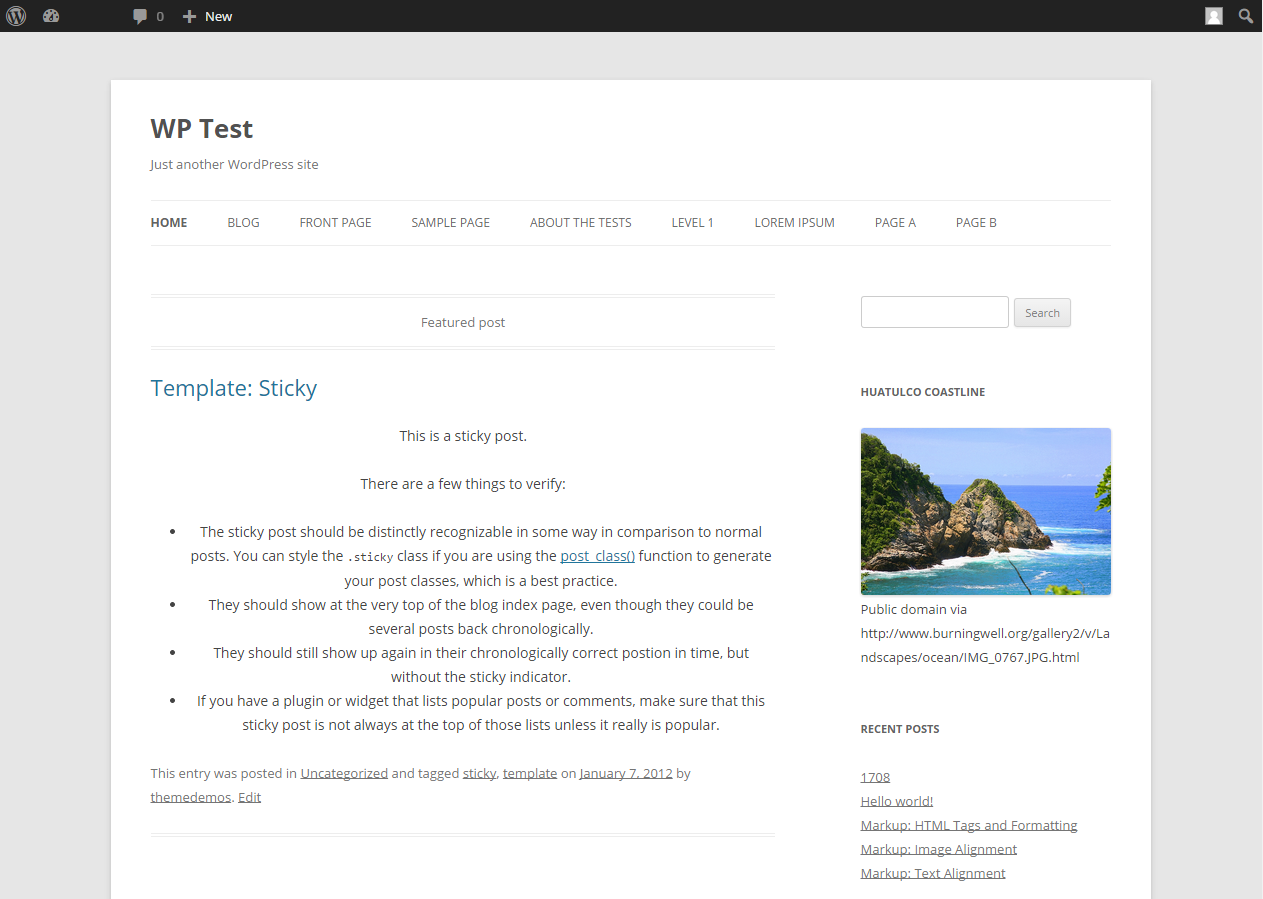 0 New
WP Test
Just another WordPress site
HOME BLOG FRONT PAGE SAMPLE PAGE ABOUT THE TESTS LEVEL 1 LOREM IPSUM PAGE A PAGE B
Featured post
Template: Sticky
This is a sticky post.
There are a few things to verify:
The sticky post should be distinctly recognizable in some way in comparison to normal
posts. You can style the .sticky class if you are using the post_class() function to generate
your post classes, which is a best practice.
They should show at the very top of the blog index page, even though they could be
several posts back chronologically.
They should still show up again in their chronologically correct postion in time, but
without the sticky indicator.
If you have a plugin or widget that lists popular posts or comments, make sure that this
sticky post is not always at the top of those lists unless it really is popular.
This entry was posted in Uncategorized and tagged sticky, template on January 7, 2012 by
themedemos. Edit
Search
HUATULCO COASTLINE
Public domain via
http://www.burningwell.org/gallery2/v/La
ndscapes/ocean/IMG_0767.JPG.html
RECENT POSTS
1708
Hello world!
Markup: HTML Tags and Formatting
Markup: Image Alignment
Markup: Text Alignment